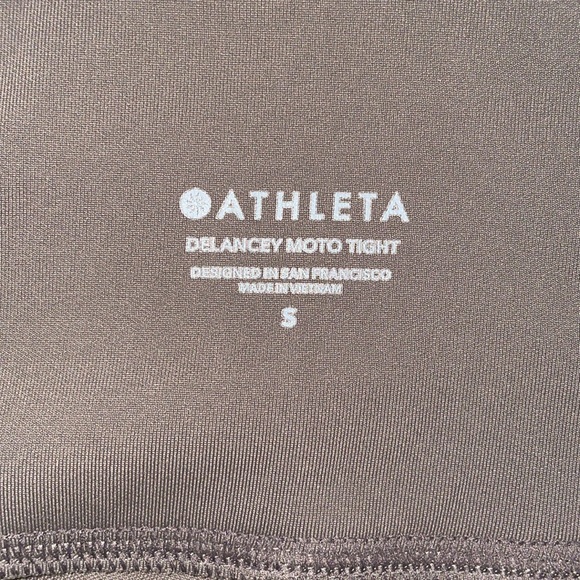 ATHLETA
DELANCEY MOTO TIGHT
DESIGNED IN SAN FRANCISCO
MADE IN VIETNAM
S